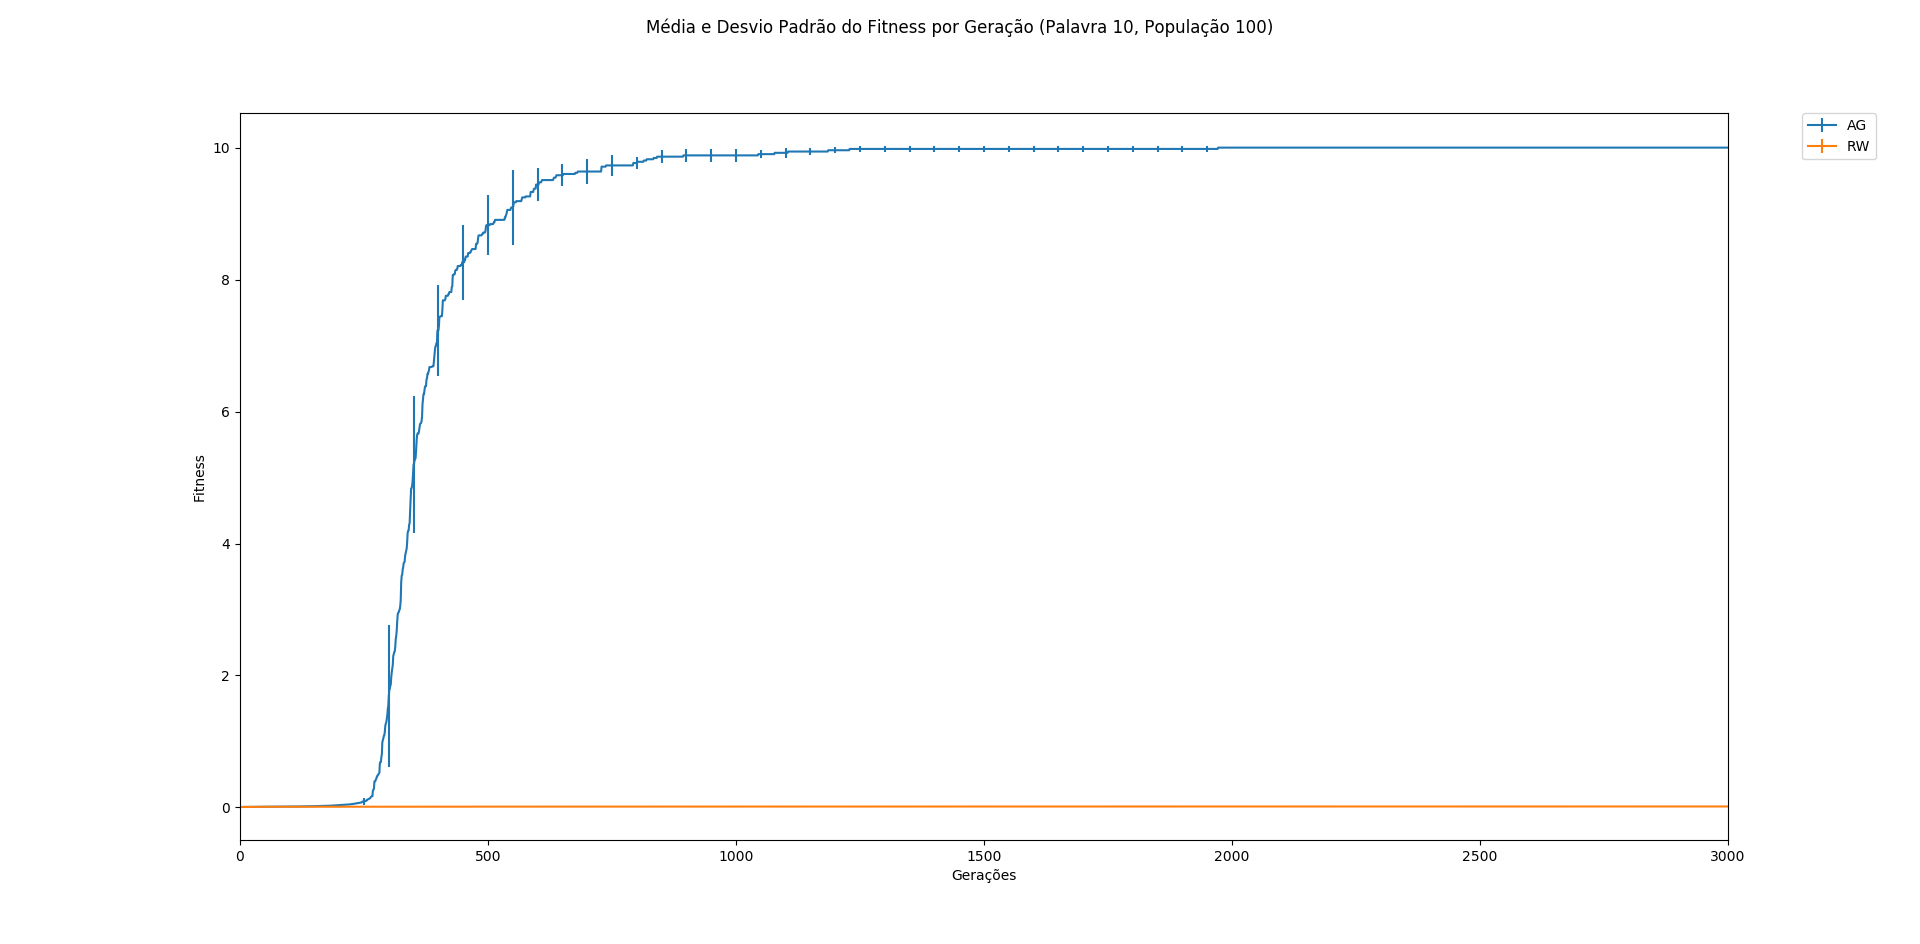 Média e Desvio Padrão do Fitness por Geração (Palavra 10, População 100)
AG
RW
10
8
6
4
2
0
Fitness
0 500 1000 1500 2000 2500 3000
Gerações